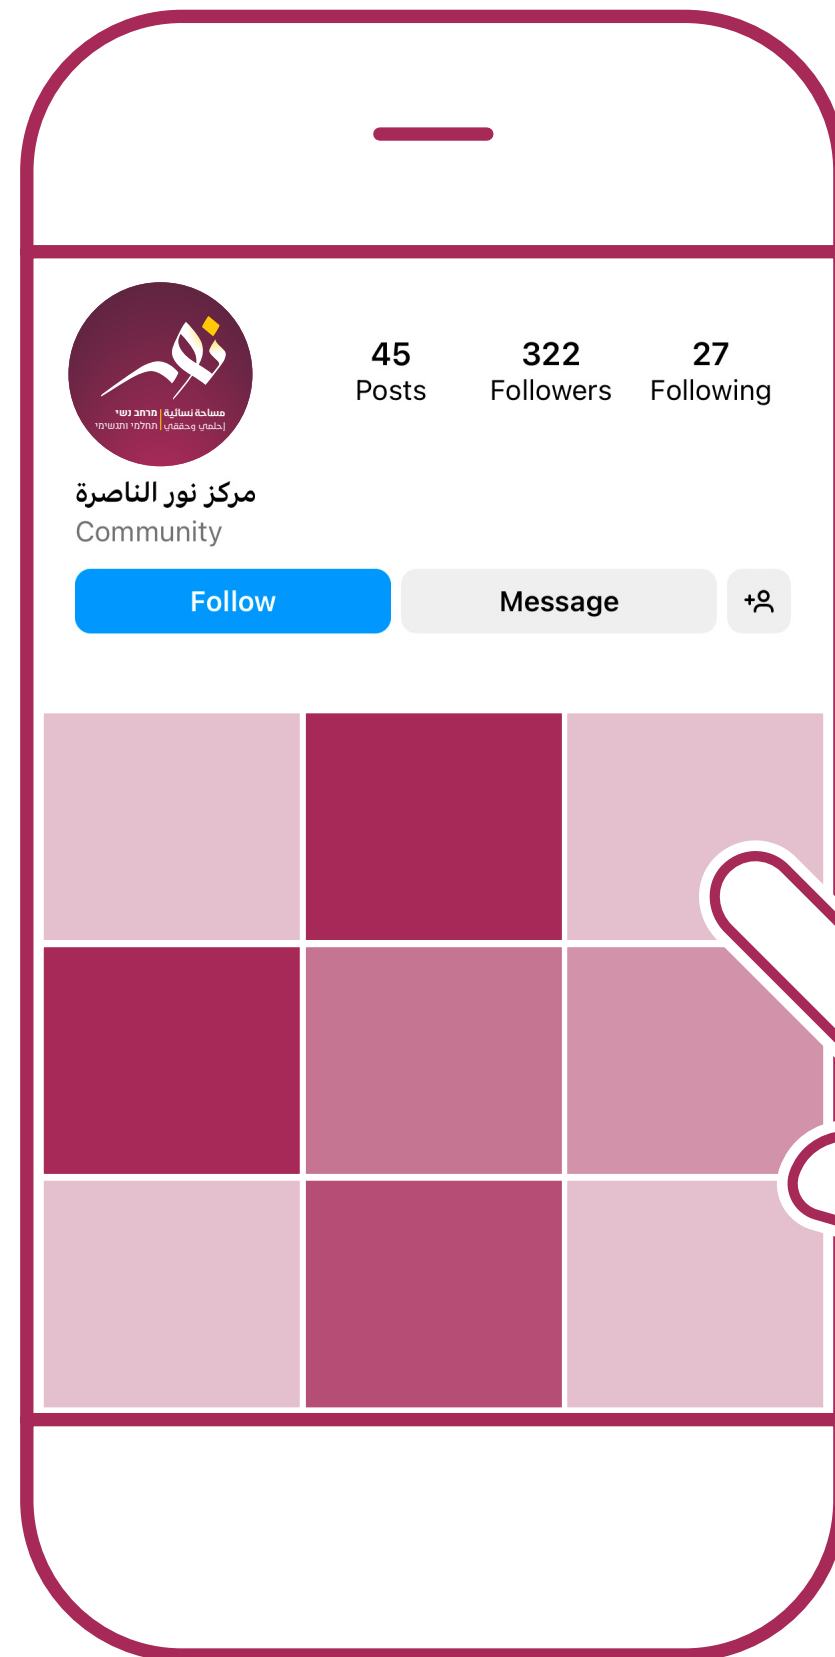 نور
مساحة نسائية | מרחב נשי
إحلمي وحققي | תחלמי ותגשימי
45 322 27
Posts Followers Following
مركز نور الناصرة
Community
Follow Message